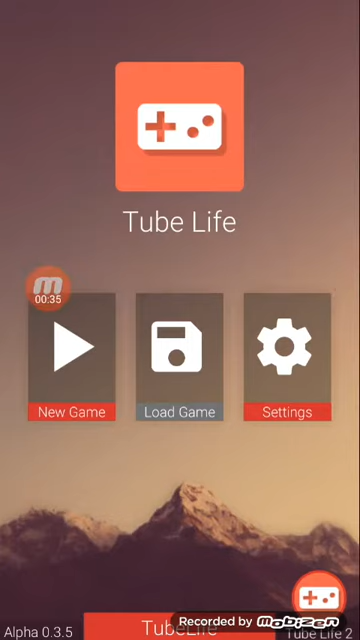 Tube Life
00:35
New Game
Load Game
Settings
Alpha 0.3.5
TubeLife
Recorded by mobizen
Tube Life 2